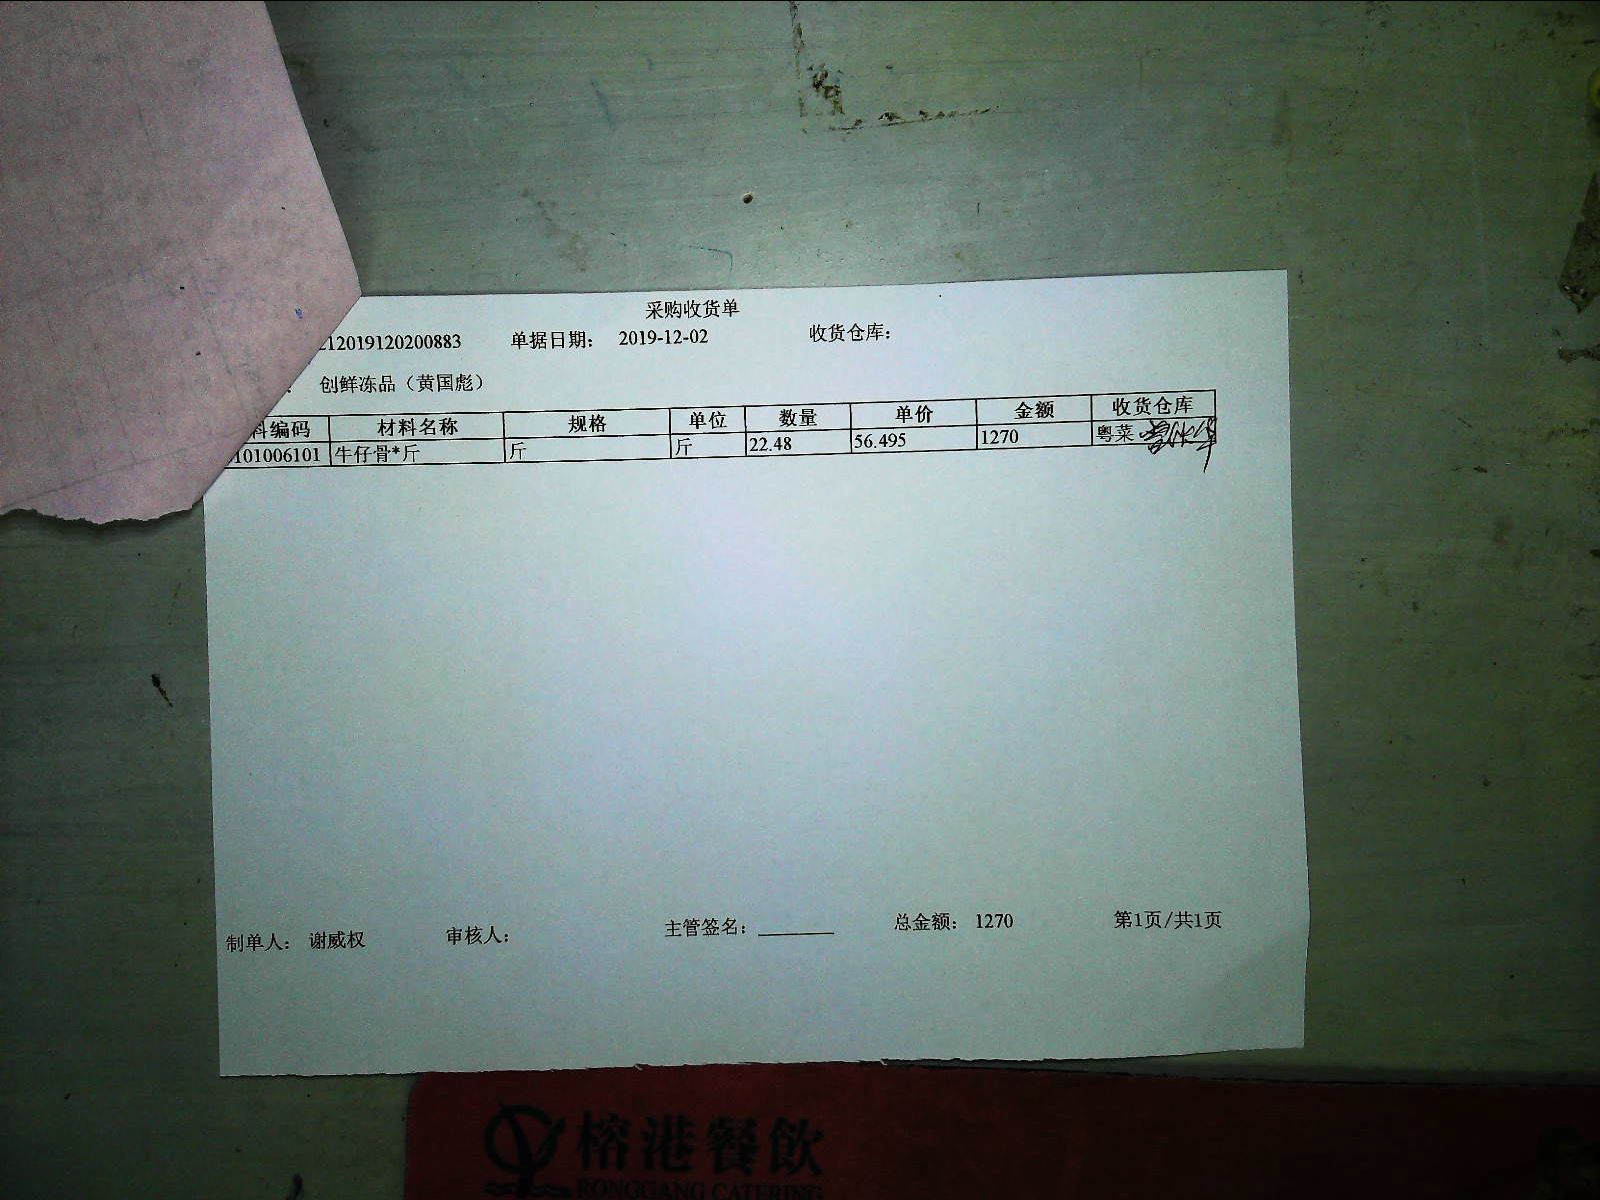 采购收货单
12019120200883 单据日期： 2019-12-02 收货仓库：
创鲜冻品（黄国彪）
料编码 材料名称 规格 单位 数量 单价 金额 收货仓库
101006101 牛仔骨*斤 斤 斤 22.48 56.495 1270 粤菜
制单人： 谢威权 审核人： 主管签名： 总金额： 1270 第1页/共1页
榕港餐飲
RONGGANG CATERING